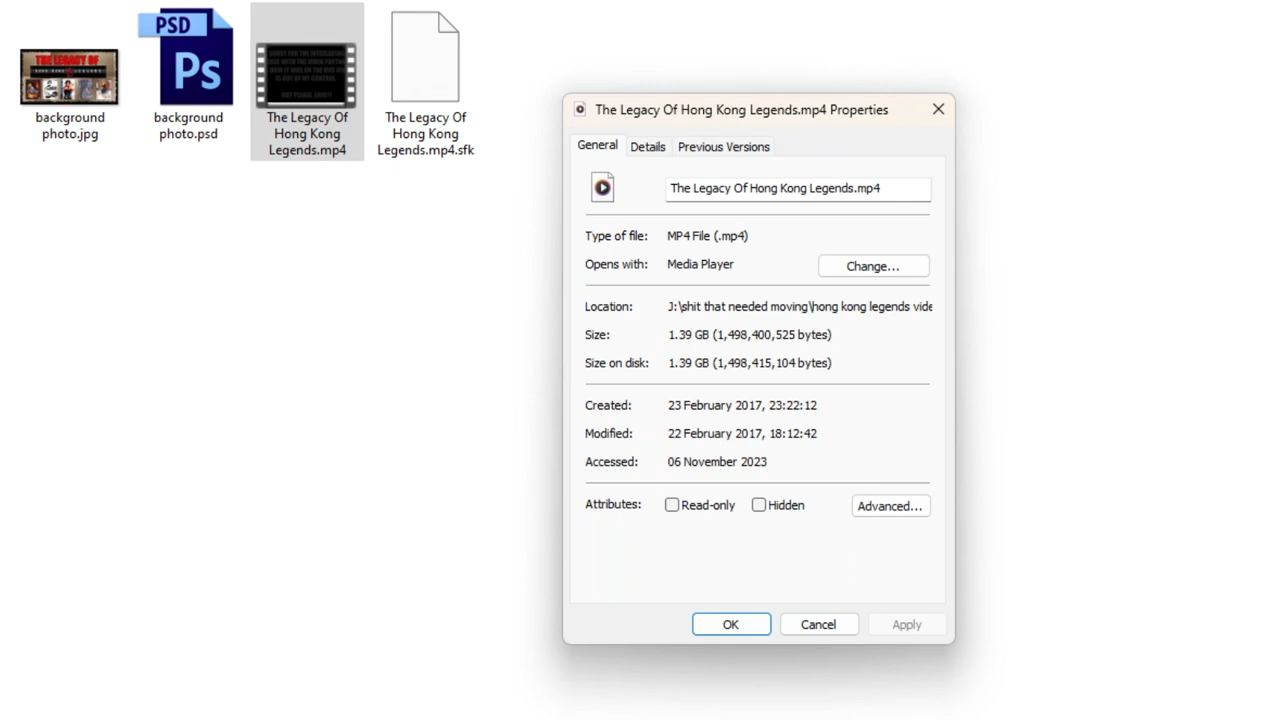 PSD
Ps
THE LEGACY OF
background
photo.jpg
background
photo.psd
The Legacy Of
Hong Kong
Legends.mp4
The Legacy Of
Hong Kong
Legends.mp4.sfk
The Legacy Of Hong Kong Legends.mp4 Properties
General
Details
Previous Versions
The Legacy Of Hong Kong Legends.mp4
Type of file: MP4 File (.mp4)
Opens with: Media Player
Change...
Location: J:\shit that needed moving\hong kong legends vide
Size: 1.39 GB (1,498,400,525 bytes)
Size on disk: 1.39 GB (1,498,415,104 bytes)
Created: 23 February 2017, 23:22:12
Modified: 22 February 2017, 18:12:42
Accessed: 06 November 2023
Attributes: Read-only Hidden Advanced...
OK Cancel Apply